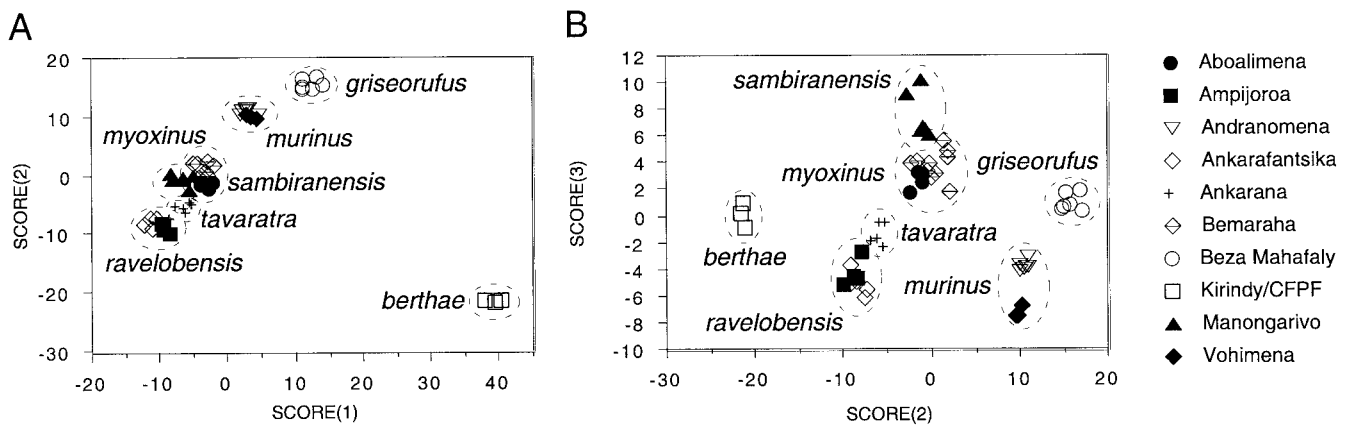 A
20
10
0
-10
-20
-30
-20
-10
0
10
20
30
40
SCORE(2)
SCORE(1)
griseorufus
myoxinus
murinus
sambiranensis
tavaratra
ravelobensis
berthae
B
12
10
8
6
4
2
0
-2
-4
-6
-8
-10
-30
-20
-10
0
10
20
SCORE(3)
SCORE(2)
sambiranensis
griseorufus
myoxinus
tavaratra
berthae
murinus
ravelobensis
Aboalimena
Ampijoroa
Andranomena
Ankarafantsika
Ankarana
Bemaraha
Beza Mahafaly
Kirindy/CFPF
Manongarivo
Vohimena